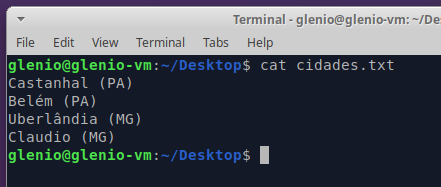 Terminal - glenio@glenio-vm: ~/Des
File Edit View Terminal Tabs Help
glenio@glenio-vm:~/Desktop$ cat cidades.txt
Castanhal (PA)
Belém (PA)
Uberlândia (MG)
Claudio (MG)
glenio@glenio-vm:~/Desktop$